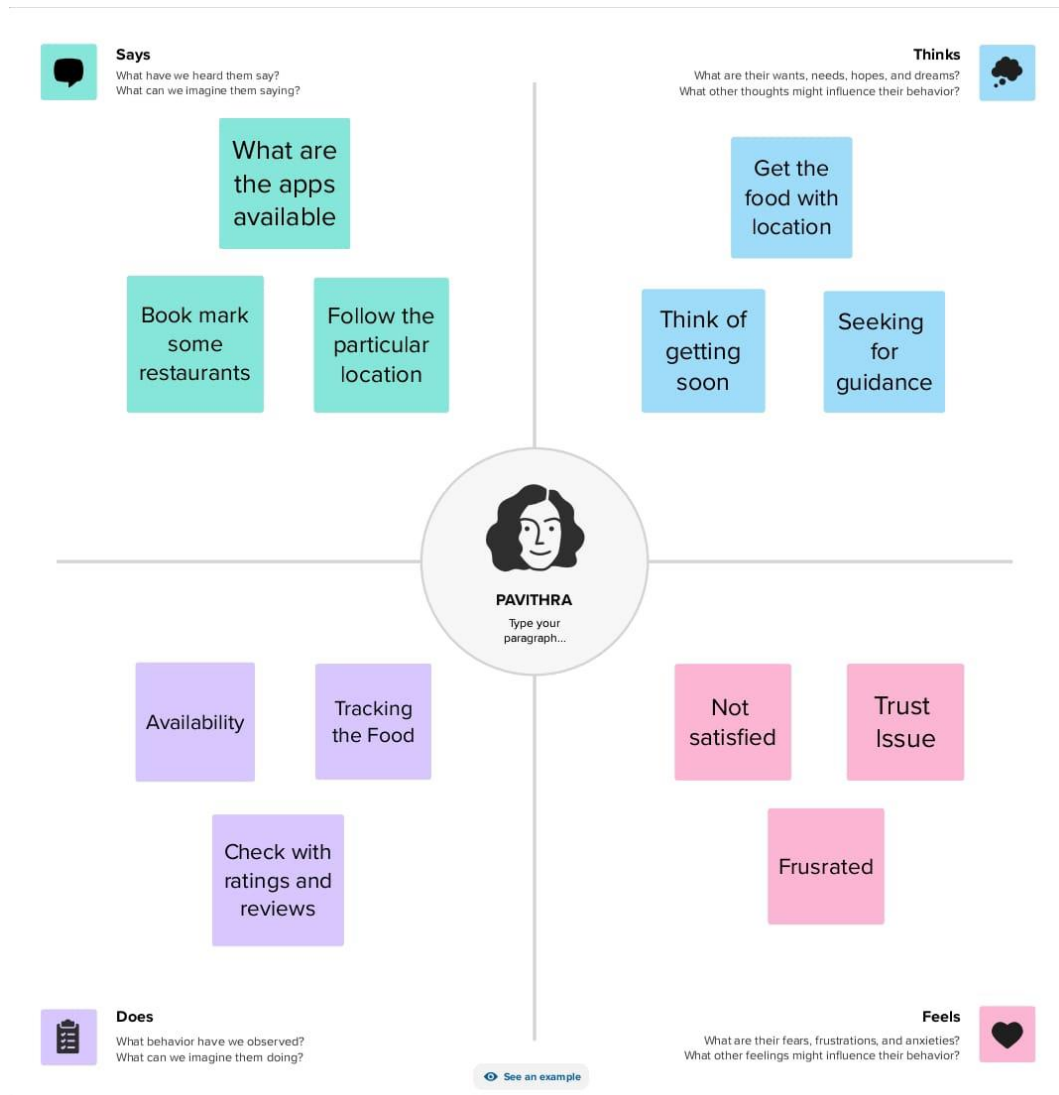 Says
What have we heard them say?
What can we imagine them saying?
What are
the apps
available
Book mark
some
restaurants
Follow the
particular
location
Thinks
What are their wants, needs, hopes, and dreams?
What other thoughts might influence their behavior?
Get the
food with
location
Think of
getting
soon
Seeking
for
guidance
PAVITHRA
Type your
paragraph...
Availability
Tracking
the Food
Check with
ratings and
reviews
Does
What behavior have we observed?
What can we imagine them doing?
Not
satisfied
Trust
Issue
Frusrated
Feels
What are their fears, frustrations, and anxieties?
What other feelings might influence their behavior?
See an example